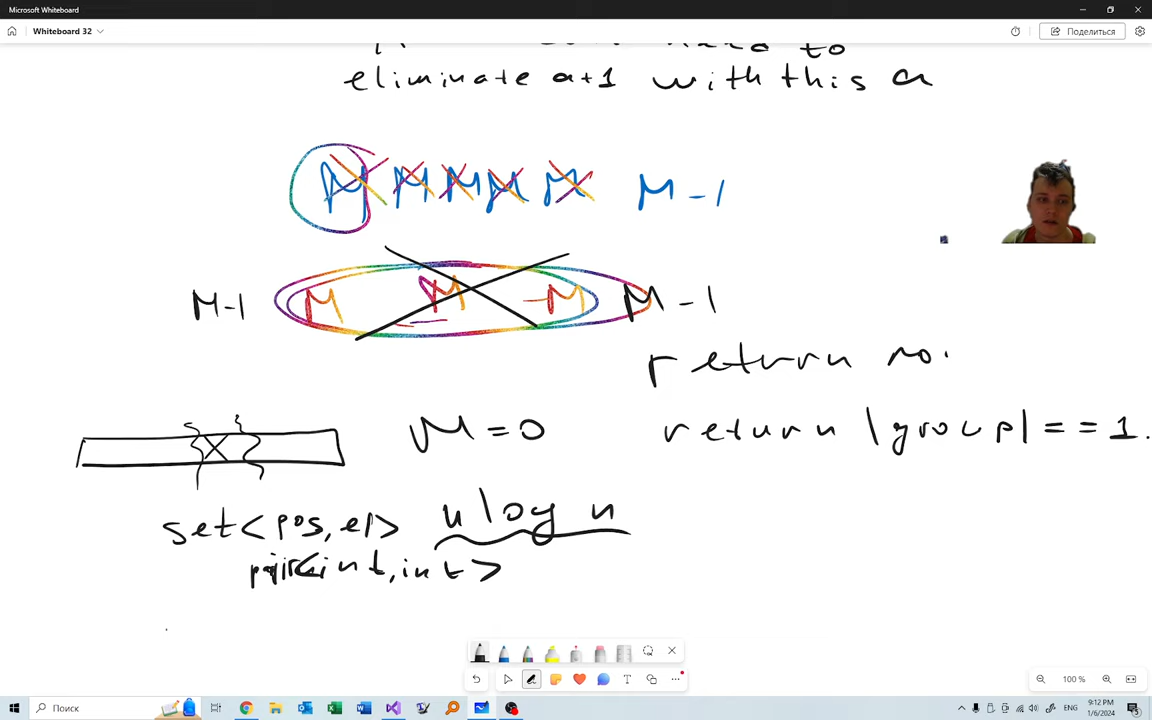 Microsoft Whiteboard
Whiteboard 32
Поделиться
to
eliminate a+1 with this a
M M M M M M-1
M-1 M M M M-1
return no.
M=0 return |group|==1.
set<pos,el> n log n
pair<int,int>
100 %
Поиск
ENG
9:12 PM
1/6/2024